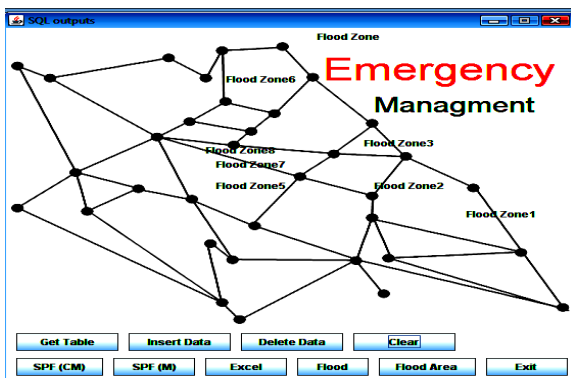 SQL outputs
Flood Zone
Emergency
Flood Zone6
Managment
Flood Zone3
Flood Zone8
Flood Zone7
Flood Zone5
Flood Zone2
Flood Zone1
Get Table
Insert Data
Delete Data
Clear
SPF (CM)
SPF (M)
Excel
Flood
Flood Area
Exit